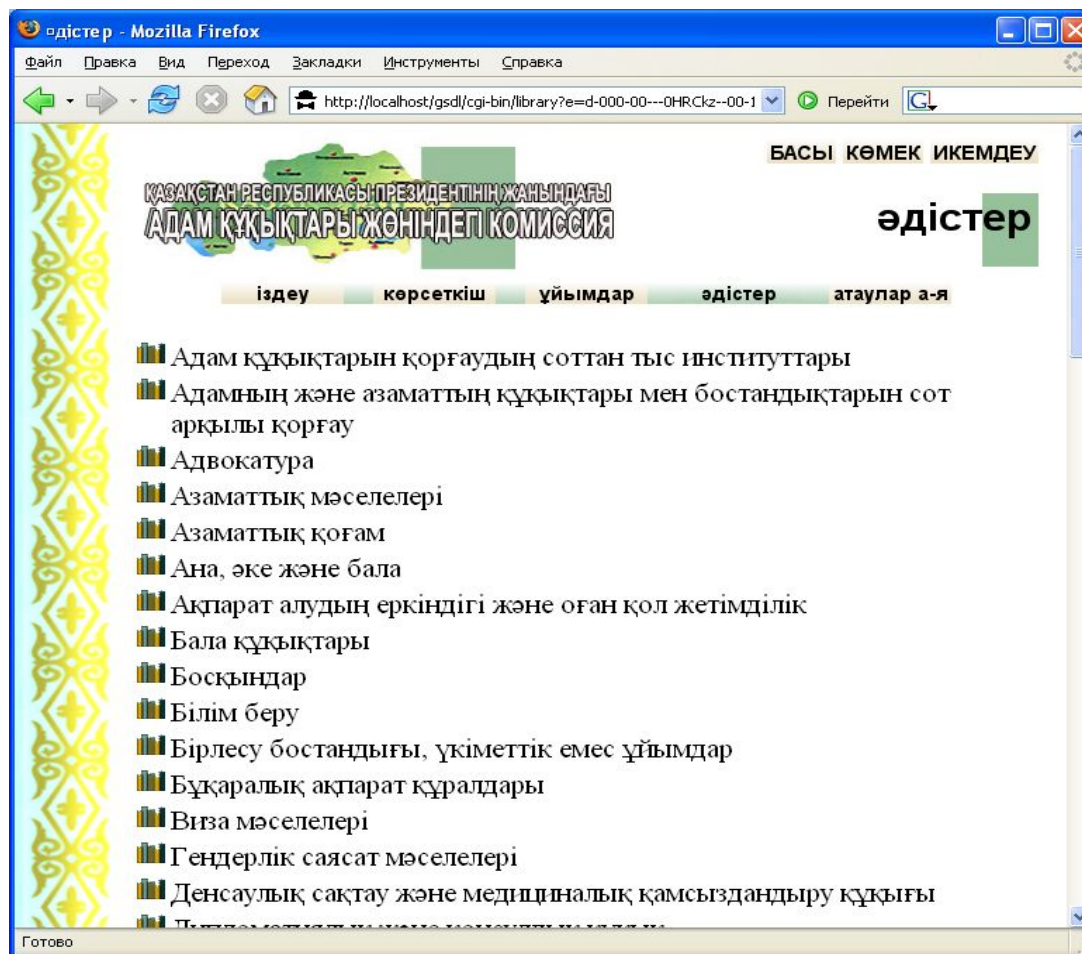 ¤дістер - Mozilla Firefox
Файл Правка Вид Переход Закладки Инструменты Справка
http://localhost/gsdl/cgi-bin/library?e=d-000-00---0HRCkz--00-1 Перейти
БАСЫ КӨМЕК ИКЕМДЕУ
ҚАЗАҚСТАН РЕСПУБЛИКАСЫ ПРЕЗИДЕНТІНІҢ ЖАНЫНДАҒЫ
АДАМ ҚҰҚЫҚТАРЫ ЖӨНІНДЕГІ КОМИССИЯ
әдістер
іздеу көрсеткіш ұйымдар әдістер атаулар а-я
Адам құқықтарын қорғаудың соттан тыс институттары
Адамның және азаматтың құқықтары мен бостандықтарын сот
арқылы қорғау
Адвокатура
Азаматтық мәселелері
Азаматтық қоғам
Ана, әке және бала
Ақпарат алудың еркіндігі және оған қол жетімділік
Бала құқықтары
Босқындар
Білім беру
Бірлесу бостандығы, үкіметтік емес ұйымдар
Бұқаралық ақпарат құралдары
Виза мәселелері
Гендерлік саясат мәселелері
Денсаулық сақтау және медициналық қамсыздандыру құқығы
Готово